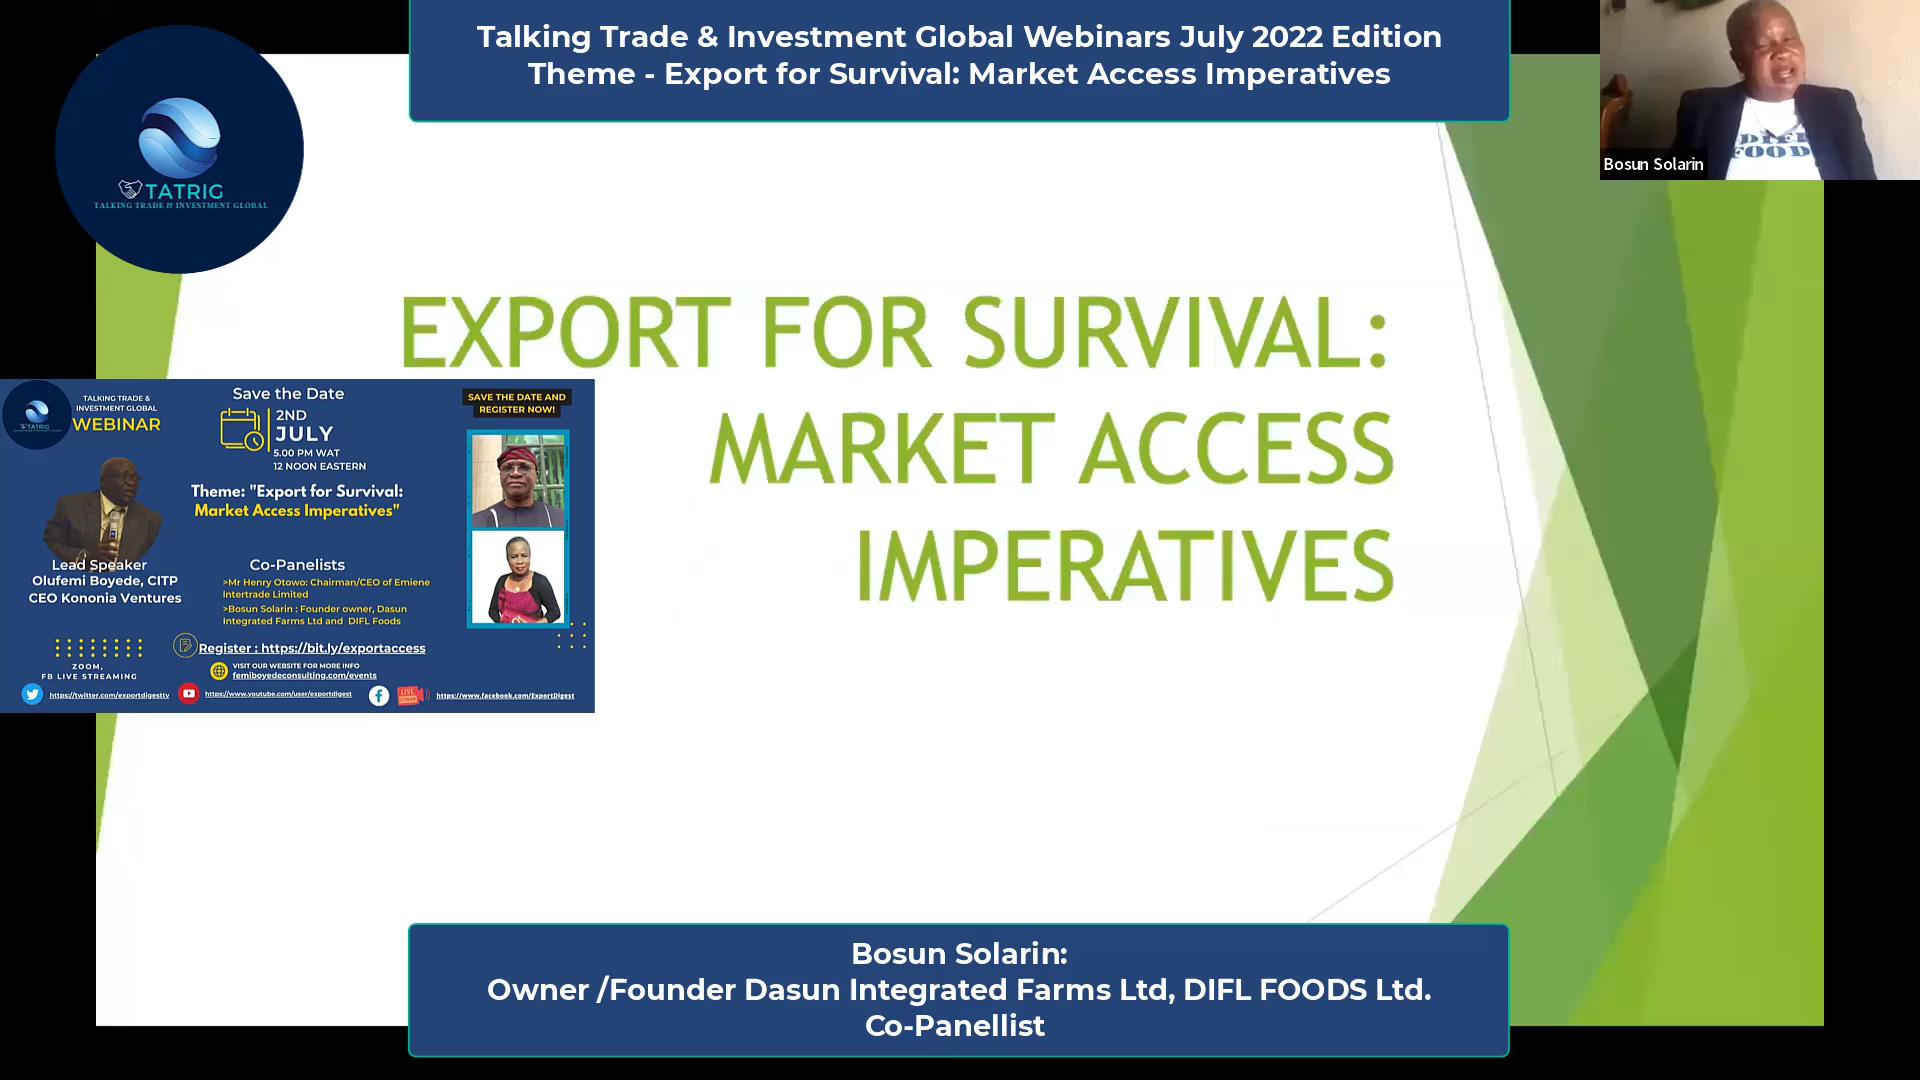 Talking Trade & Investment Global Webinars July 2022 Edition
Theme - Export for Survival: Market Access Imperatives
TATRIG
TALKING TRADE & INVESTMENT GLOBAL
DIFL
FOOD
Bosun Solarin
EXPORT FOR SURVIVAL:
MARKET ACCESS
IMPERATIVES
TATRIG
TALKING TRADE &
INVESTMENT GLOBAL
WEBINAR
Save the Date
2ND
JULY
5.00 PM WAT
12 NOON EASTERN
SAVE THE DATE AND
REGISTER NOW!
Theme: "Export for Survival:
Market Access Imperatives"
Lead Speaker
Olufemi Boyede, CITP
CEO Kononia Ventures
Co-Panelists
>Mr Henry Otowo: Chairman/CEO of Emiene
Intertrade Limited
>Bosun Solarin : Founder owner, Dasun
Integrated Farms Ltd and DIFL Foods
Register : https://bit.ly/exportaccess
VISIT OUR WEBSITE FOR MORE INFO
femiboyedeconsulting.com/events
ZOOM,
FB LIVE STREAMING
https://twitter.com/exportdigesttv
https://www.youtube.com/user/exportdigest
LIVE
https://www.facebook.com/ExportDigest
Bosun Solarin:
Owner /Founder Dasun Integrated Farms Ltd, DIFL FOODS Ltd.
Co-Panellist